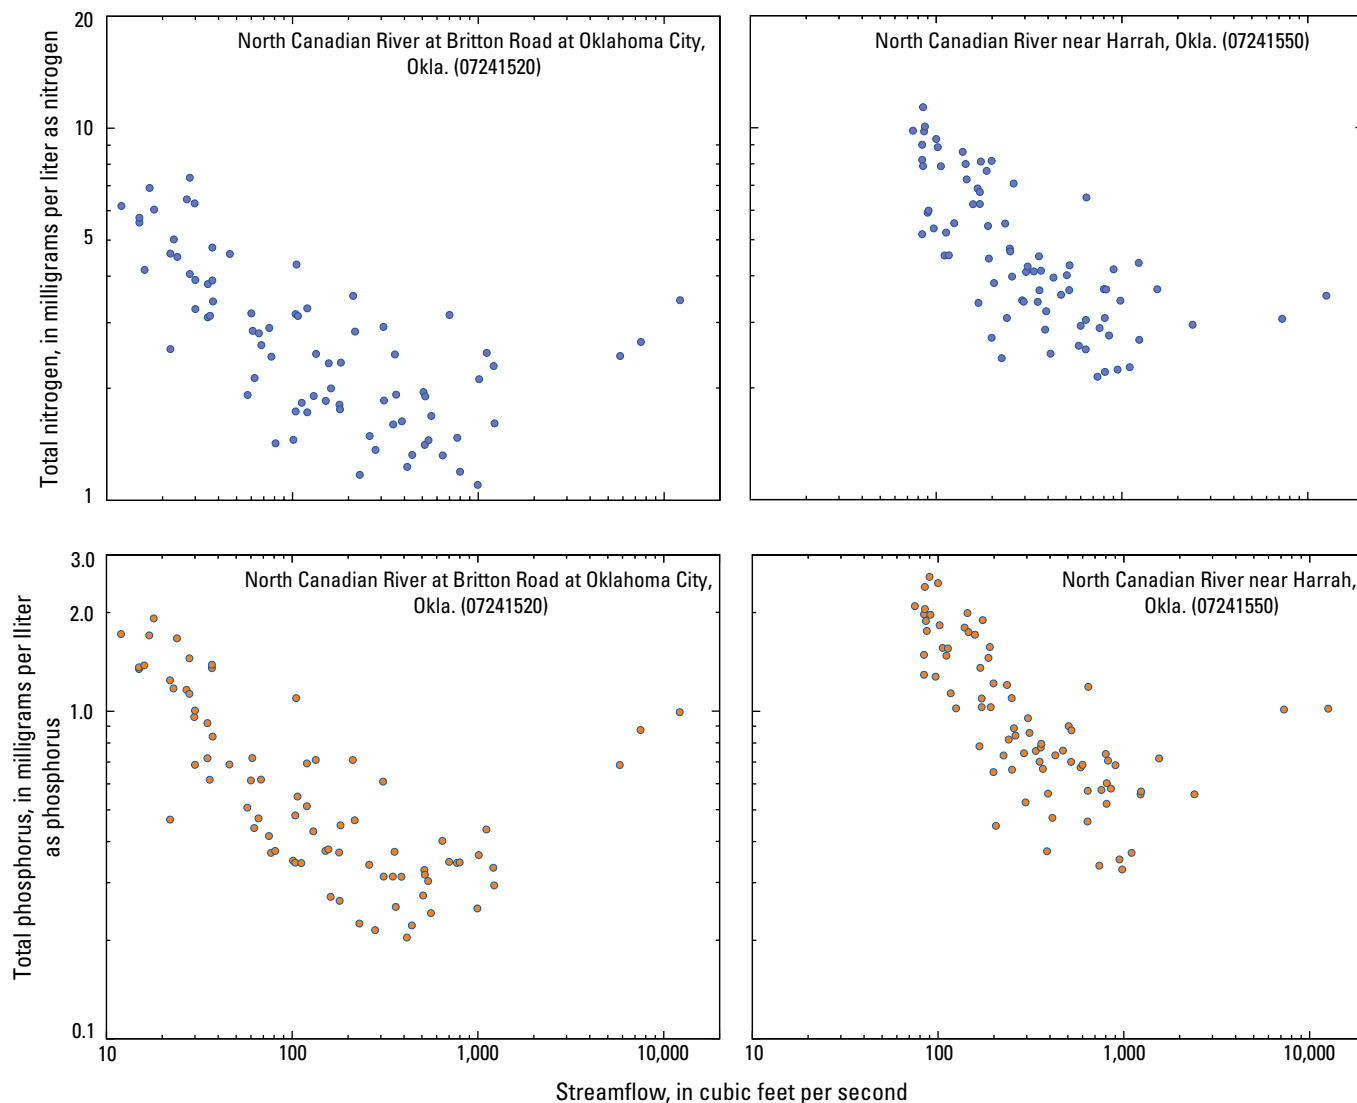 20
10
5
1
Total nitrogen, in milligrams per liter as nitrogen
North Canadian River at Britton Road at Oklahoma City,
Okla. (07241520)
North Canadian River near Harrah, Okla. (07241550)
3.0
2.0
1.0
0.1
Total phosphorus, in milligrams per lliter
as phosphorus
North Canadian River at Britton Road at Oklahoma City,
Okla. (07241520)
North Canadian River near Harrah,
Okla. (07241550)
10 100 1,000 10,000
10 100 1,000 10,000
Streamflow, in cubic feet per second